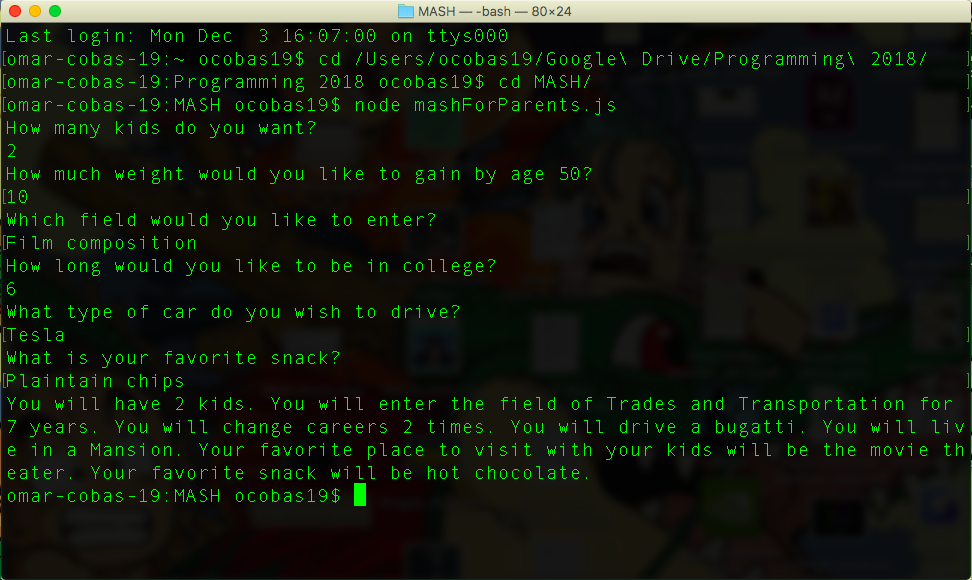 MASH — -bash — 80×24
Last login: Mon Dec  3 16:07:00 on ttys000
[omar-cobas-19:~ ocobas19$ cd /Users/ocobas19/Google\ Drive/Programming\ 2018/ ]
[omar-cobas-19:Programming 2018 ocobas19$ cd MASH/ ]
[omar-cobas-19:MASH ocobas19$ node mashForParents.js ]
How many kids do you want?
2
How much weight would you like to gain by age 50?
[10 ]
Which field would you like to enter?
[Film composition ]
How long would you like to be in college?
6
What type of car do you wish to drive?
[Tesla ]
What is your favorite snack?
[Plaintain chips ]
You will have 2 kids. You will enter the field of Trades and Transportation for
7 years. You will change careers 2 times. You will drive a bugatti. You will liv
e in a Mansion. Your favorite place to visit with your kids will be the movie th
eater. Your favorite snack will be hot chocolate.
omar-cobas-19:MASH ocobas19$